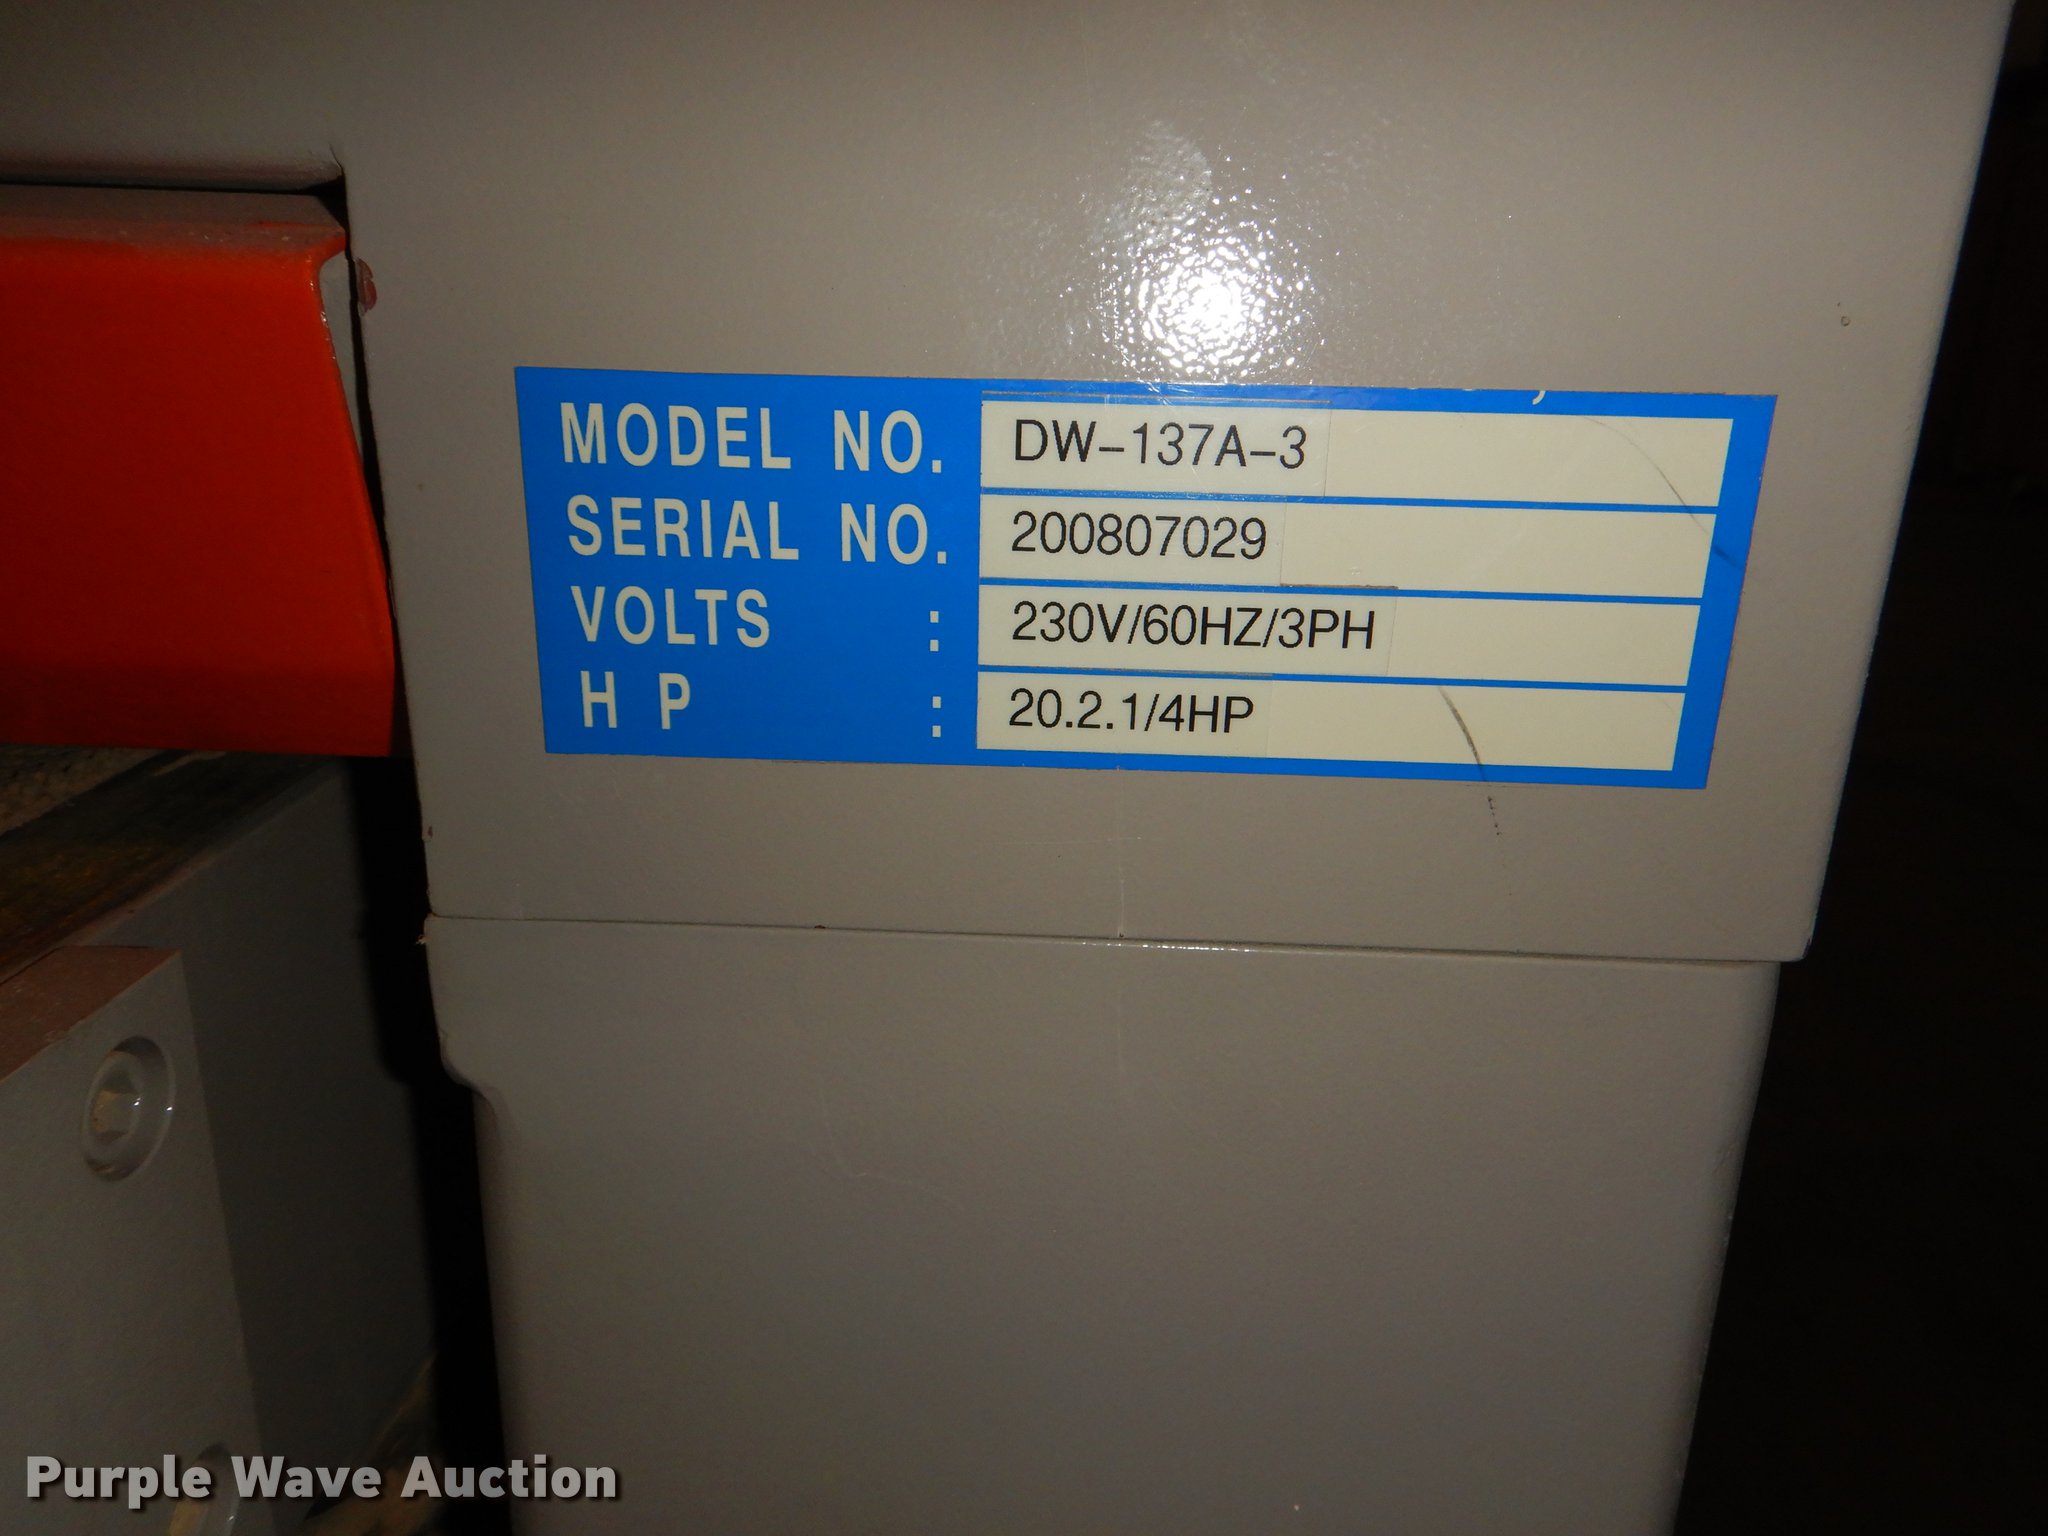 MODEL NO. DW-137A-3
SERIAL NO. 200807029
VOLTS : 230V/60HZ/3PH
H P : 20.2.1/4HP
Purple Wave Auction